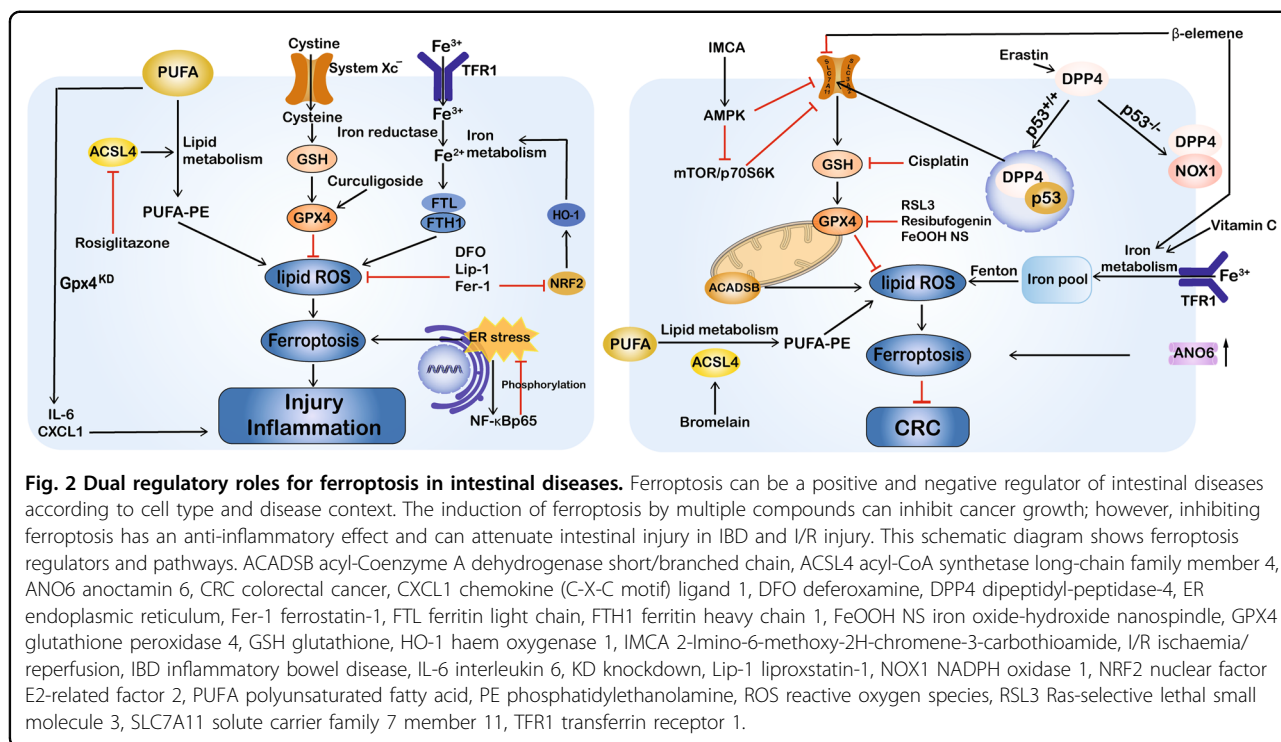 PUFA
Cystine
System Xc⁻
Fe³⁺
TFR1
Cysteine
Fe³⁺
Iron reductase
Iron
metabolism
ACSL4
Lipid
metabolism
GSH
Fe²⁺
Curculigoside
PUFA-PE
GPX4
FTL
FTH1
HO-1
Rosiglitazone
Gpx4ᴷᴰ
DFO
Lip-1
Fer-1
lipid ROS
NRF2
Ferroptosis
ER stress
Phosphorylation
Injury
Inflammation
NF-κBp65
IL-6
CXCL1
IMCA
SLC7A11
β-elemene
Erastin
DPP4
AMPK
p53⁺/⁺
p53⁻/⁻
mTOR/p70S6K
GSH
Cisplatin
DPP4
p53
DPP4
NOX1
GPX4
RSL3
Resibufogenin
FeOOH NS
Vitamin C
Iron
metabolism
ACADSB
lipid ROS
Fenton
Iron pool
Fe³⁺
TFR1
PUFA
Lipid metabolism
PUFA-PE
ACSL4
Ferroptosis
ANO6
Bromelain
CRC
Fig. 2 Dual regulatory roles for ferroptosis in intestinal diseases. Ferroptosis can be a positive and negative regulator of intestinal diseases
according to cell type and disease context. The induction of ferroptosis by multiple compounds can inhibit cancer growth; however, inhibiting
ferroptosis has an anti-inflammatory effect and can attenuate intestinal injury in IBD and I/R injury. This schematic diagram shows ferroptosis
regulators and pathways. ACADSB acyl-Coenzyme A dehydrogenase short/branched chain, ACSL4 acyl-CoA synthetase long-chain family member 4,
ANO6 anoctamin 6, CRC colorectal cancer, CXCL1 chemokine (C-X-C motif) ligand 1, DFO deferoxamine, DPP4 dipeptidyl-peptidase-4, ER
endoplasmic reticulum, Fer-1 ferrostatin-1, FTL ferritin light chain, FTH1 ferritin heavy chain 1, FeOOH NS iron oxide-hydroxide nanospindle, GPX4
glutathione peroxidase 4, GSH glutathione, HO-1 haem oxygenase 1, IMCA 2-Imino-6-methoxy-2H-chromene-3-carbothioamide, I/R ischaemia/
reperfusion, IBD inflammatory bowel disease, IL-6 interleukin 6, KD knockdown, Lip-1 liproxstatin-1, NOX1 NADPH oxidase 1, NRF2 nuclear factor
E2-related factor 2, PUFA polyunsaturated fatty acid, PE phosphatidylethanolamine, ROS reactive oxygen species, RSL3 Ras-selective lethal small
molecule 3, SLC7A11 solute carrier family 7 member 11, TFR1 transferrin receptor 1.